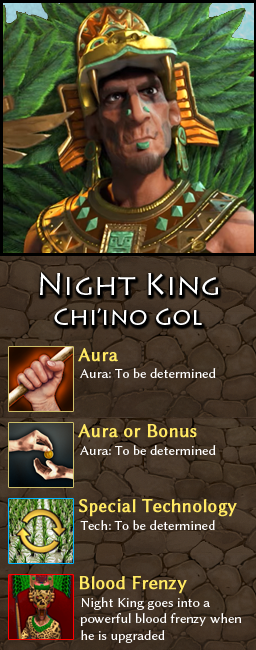 Night King
Chi'ino Gol
Aura
Aura: To be determined
Aura or Bonus
Aura: To be determined
Special Technology
Tech: To be determined
Blood Frenzy
Night King goes into a
powerful blood frenzy when
he is upgraded